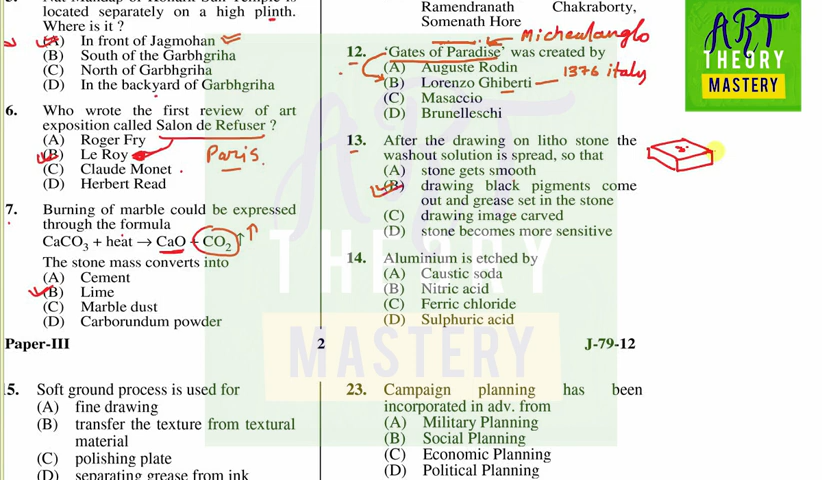 located separately on a high plinth.
Where is it ?
(A) In front of Jagmohan
(B) South of the Garbhgriha
(C) North of Garbhgriha
(D) In the backyard of Garbhgriha
6. Who wrote the first review of art
exposition called Salon de Refuser ?
(A) Roger Fry
(B) Le Roy
Paris
(C) Claude Monet
(D) Herbert Read
7. Burning of marble could be expressed
through the formula
CaCO3 + heat → CaO + CO2 ↑
The stone mass converts into
(A) Cement
(B) Lime
(C) Marble dust
(D) Carborundum powder
Ramendranath Chakraborty,
Somenath Hore
Micheulanglo
12. ‘Gates of Paradise’ was created by
(A) Auguste Rodin
(B) Lorenzo Ghiberti
1376 italy
(C) Masaccio
(D) Brunelleschi
13. After the drawing on litho stone the
washout solution is spread, so that
(A) stone gets smooth
(B) drawing black pigments come
out and grease set in the stone
(C) drawing image carved
(D) stone becomes more sensitive
14. Aluminium is etched by
(A) Caustic soda
(B) Nitric acid
(C) Ferric chloride
(D) Sulphuric acid
Paper-III 2 J-79-12
15. Soft ground process is used for
(A) fine drawing
(B) transfer the texture from textural
material
(C) polishing plate
(D) separating grease from ink
23. Campaign planning has been
incorporated in adv. from
(A) Military Planning
(B) Social Planning
(C) Economic Planning
(D) Political Planning
ART
THEORY
MASTERY
ART
THEORY
MASTERY